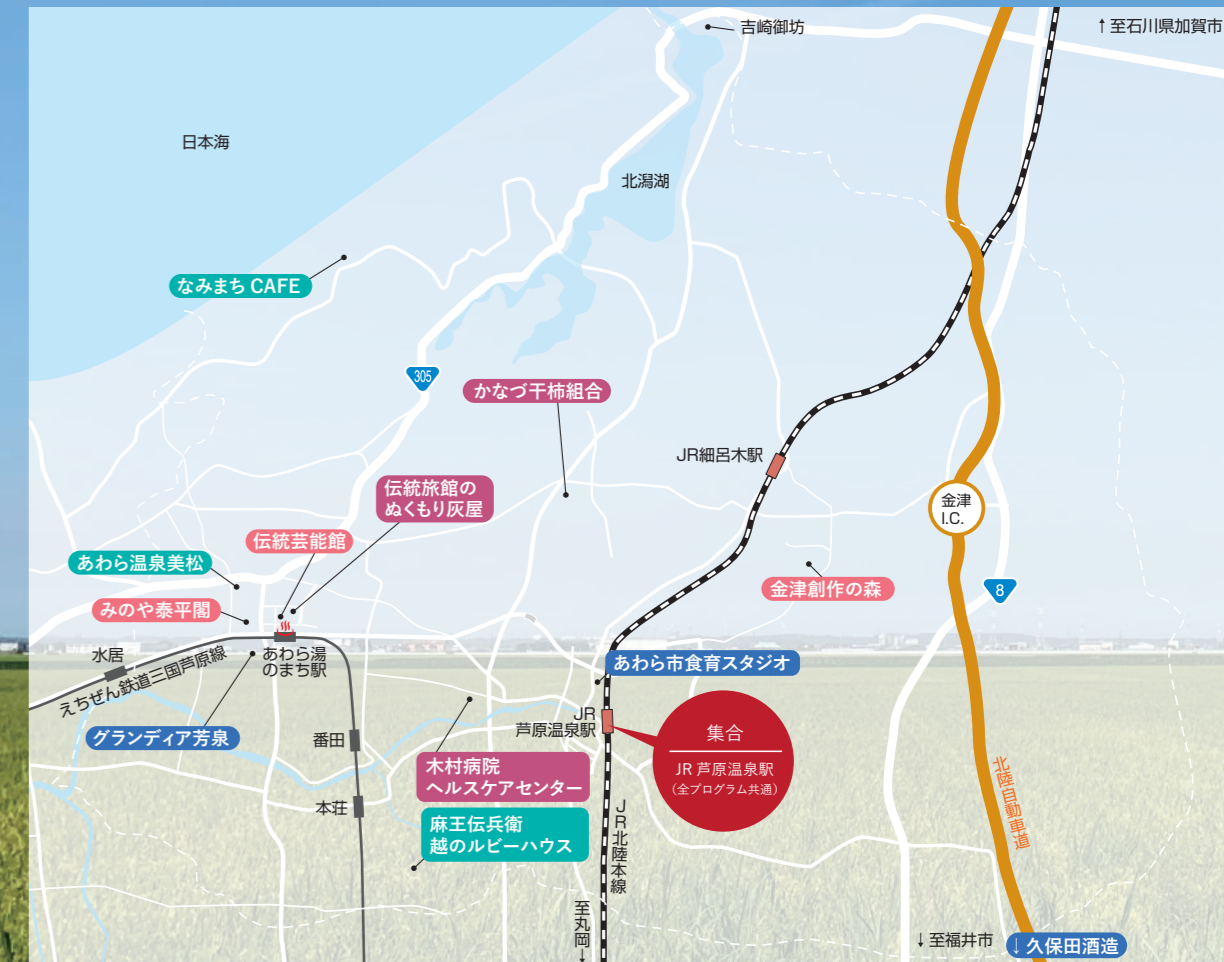 吉崎御坊
↑至石川県加賀市
日本海
北潟湖
なみまち CAFE
305
かなづ干柿組合
JR細呂木駅
伝統旅館の
ぬくもり灰屋
金津
I.C.
伝統芸能館
あわら温泉美松
金津創作の森
8
みのや泰平閣
水居
あわら湯
のまち駅
えちぜん鉄道三国芦原線
あわら市食育スタジオ
グランディア芳泉
番田
JR
芦原温泉駅
集合
JR 芦原温泉駅
(全プログラム共通)
木村病院
ヘルスケアセンター
本荘
麻王伝兵衛
越のルビーハウス
JR北陸本線
北陸自動車道
至丸岡→
↓至福井市
↓久保田酒造